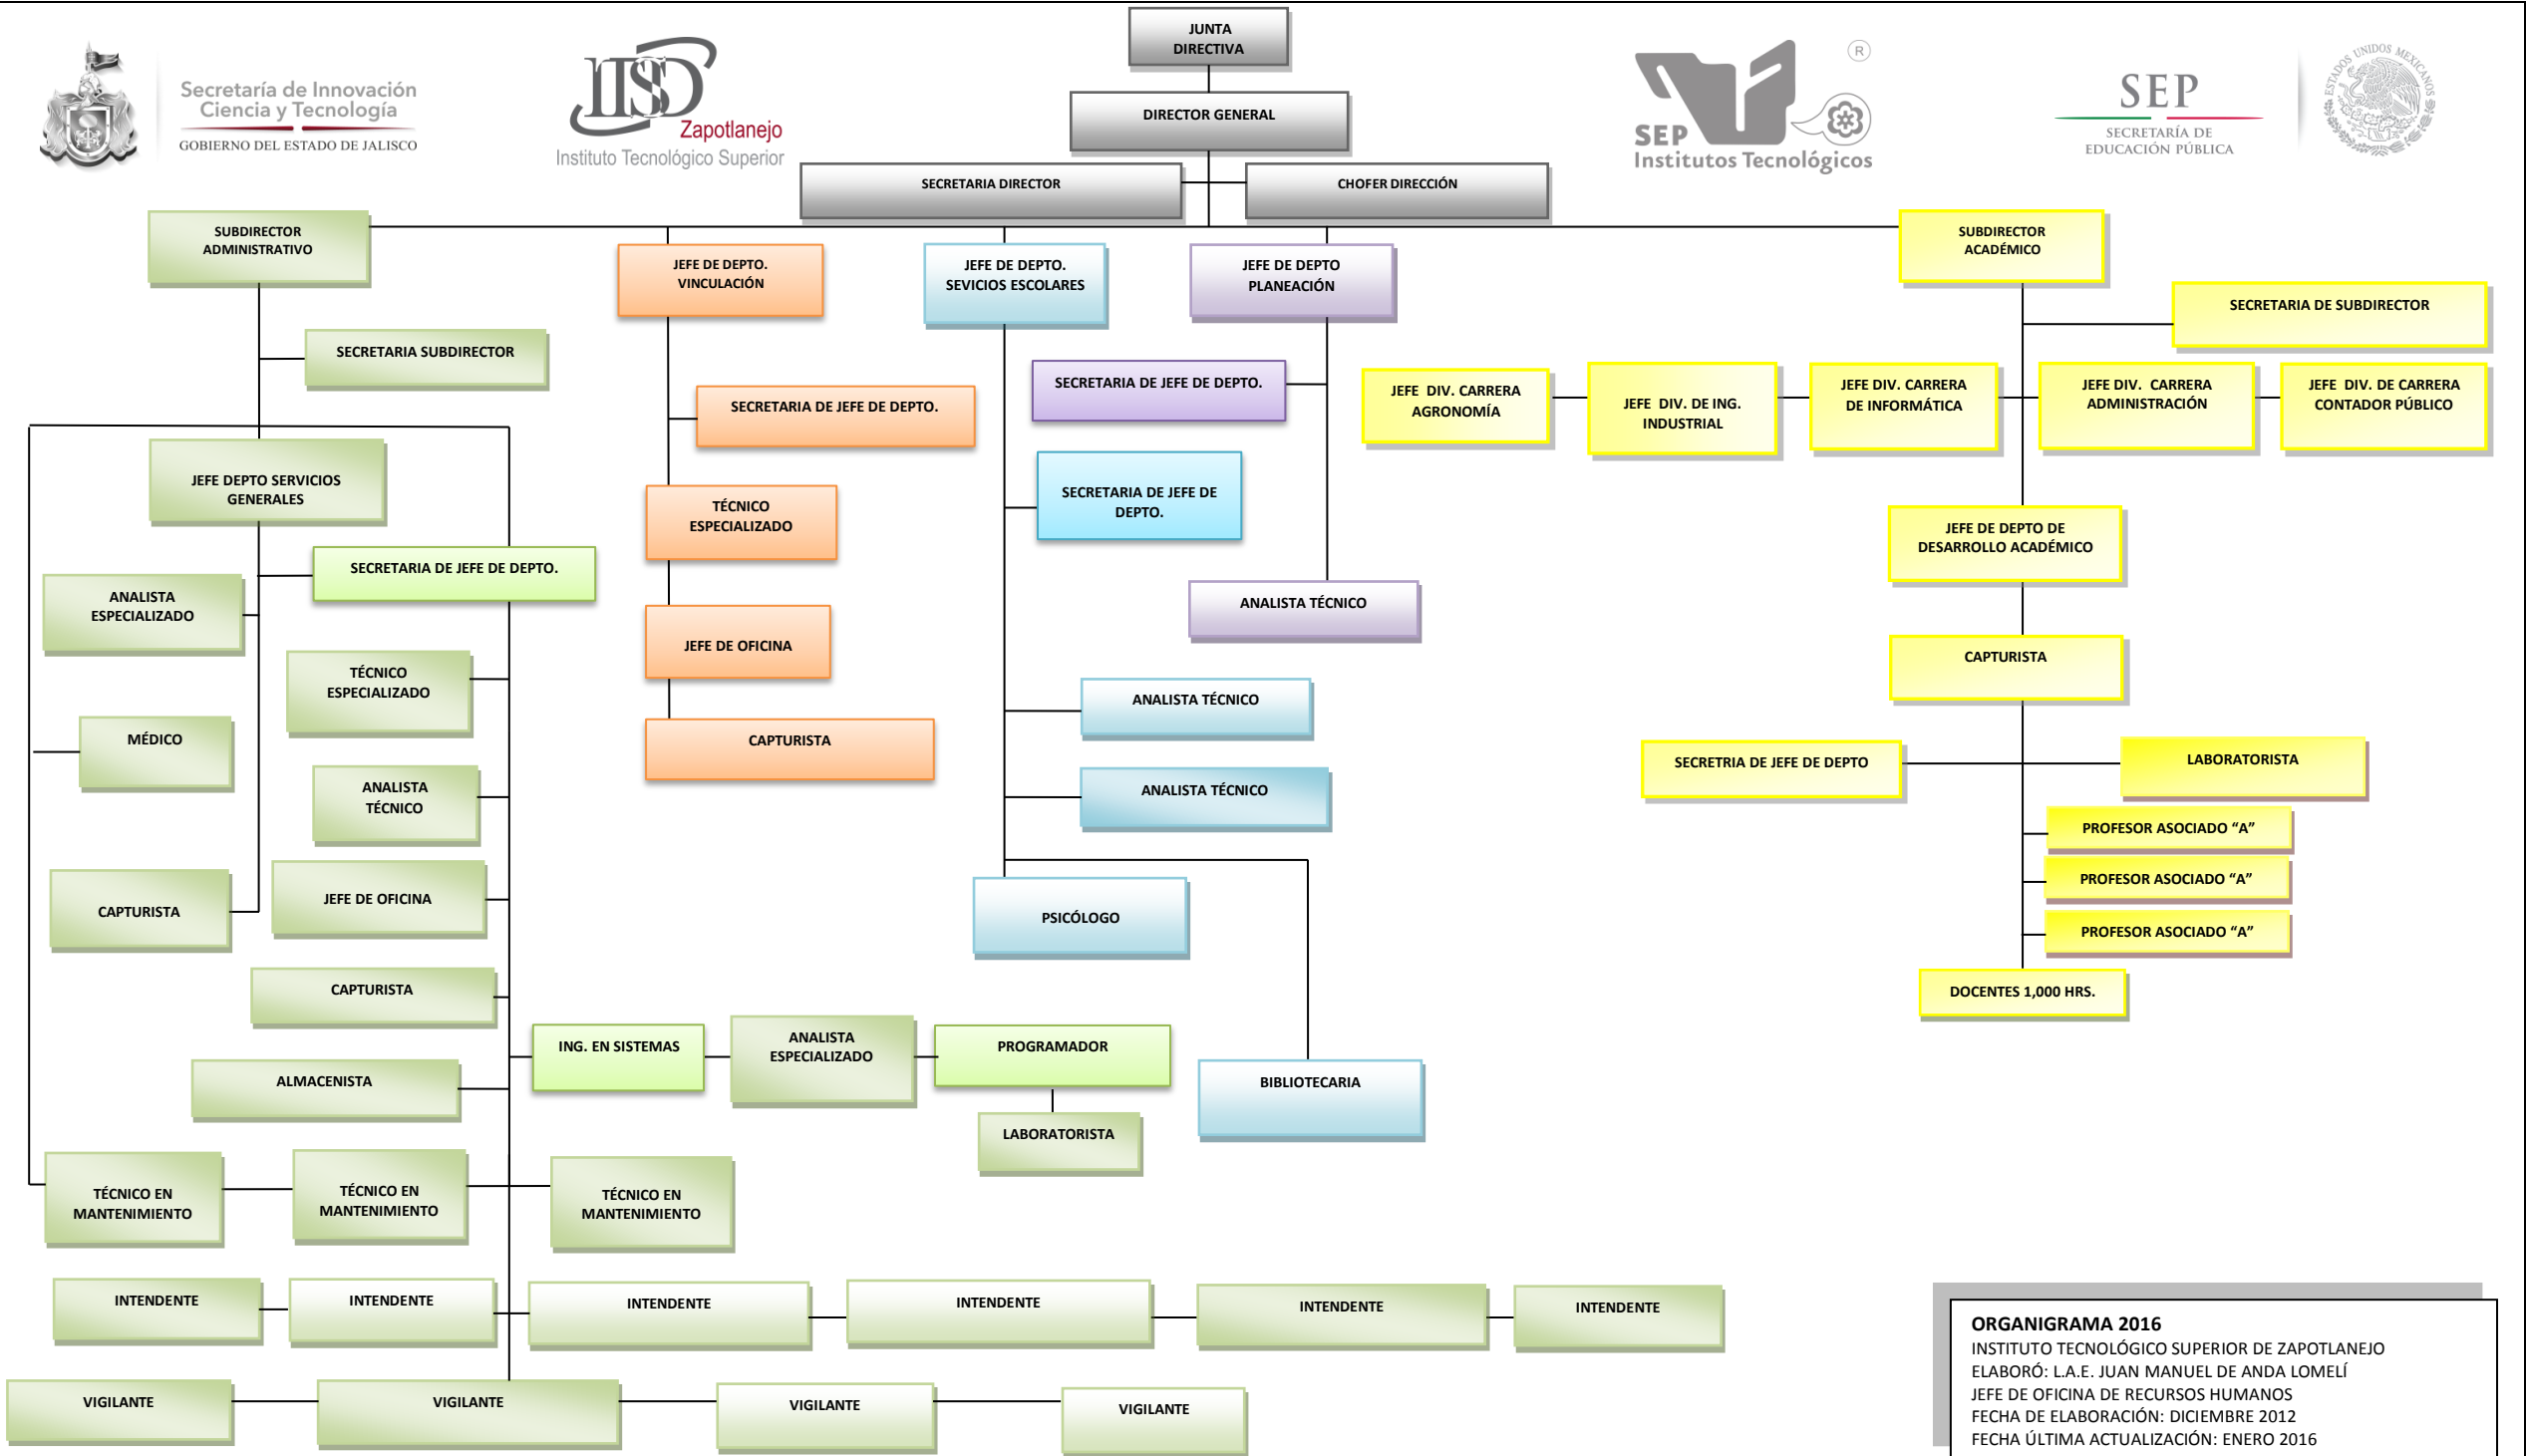 JUNTA
DIRECTIVA
Secretaría de Innovación
Ciencia y Tecnología
GOBIERNO DEL ESTADO DE JALISCO
ITS
Zapotlanejo
Instituto Tecnológico Superior
DIRECTOR GENERAL
®
SEP
Institutos Tecnológicos
SEP
SECRETARÍA DE
EDUCACIÓN PÚBLICA
ESTADOS UNIDOS MEXICANOS
SECRETARIA DIRECTOR
CHOFER DIRECCIÓN
SUBDIRECTOR
ADMINISTRATIVO
JEFE DE DEPTO.
VINCULACIÓN
JEFE DE DEPTO.
SEVICIOS ESCOLARES
JEFE DE DEPTO
PLANEACIÓN
SUBDIRECTOR
ACADÉMICO
SECRETARIA DE SUBDIRECTOR
SECRETARIA SUBDIRECTOR
SECRETARIA DE JEFE DE DEPTO.
SECRETARIA DE JEFE DE DEPTO.
JEFE DIV. CARRERA
AGRONOMÍA
JEFE DIV. DE ING.
INDUSTRIAL
JEFE DIV. CARRERA
DE INFORMÁTICA
JEFE DIV. CARRERA
ADMINISTRACIÓN
JEFE DIV. DE CARRERA
CONTADOR PÚBLICO
JEFE DEPTO SERVICIOS
GENERALES
TÉCNICO
ESPECIALIZADO
SECRETARIA DE JEFE DE
DEPTO.
JEFE DE DEPTO DE
DESARROLLO ACADÉMICO
SECRETARIA DE JEFE DE DEPTO.
ANALISTA
ESPECIALIZADO
ANALISTA TÉCNICO
JEFE DE OFICINA
CAPTURISTA
TÉCNICO
ESPECIALIZADO
MÉDICO
CAPTURISTA
ANALISTA TÉCNICO
SECRETRIA DE JEFE DE DEPTO
LABORATORISTA
ANALISTA
TÉCNICO
ANALISTA TÉCNICO
PROFESOR ASOCIADO “A”
PROFESOR ASOCIADO “A”
PROFESOR ASOCIADO “A”
CAPTURISTA
JEFE DE OFICINA
PSICÓLOGO
CAPTURISTA
DOCENTES 1,000 HRS.
ING. EN SISTEMAS
ANALISTA
ESPECIALIZADO
PROGRAMADOR
ALMACENISTA
BIBLIOTECARIA
LABORATORISTA
TÉCNICO EN
MANTENIMIENTO
TÉCNICO EN
MANTENIMIENTO
TÉCNICO EN
MANTENIMIENTO
INTENDENTE
INTENDENTE
INTENDENTE
INTENDENTE
INTENDENTE
INTENDENTE
VIGILANTE
VIGILANTE
VIGILANTE
VIGILANTE
ORGANIGRAMA 2016
INSTITUTO TECNOLÓGICO SUPERIOR DE ZAPOTLANEJO
ELABORÓ: L.A.E. JUAN MANUEL DE ANDA LOMELÍ
JEFE DE OFICINA DE RECURSOS HUMANOS
FECHA DE ELABORACIÓN: DICIEMBRE 2012
FECHA ÚLTIMA ACTUALIZACIÓN: ENERO 2016